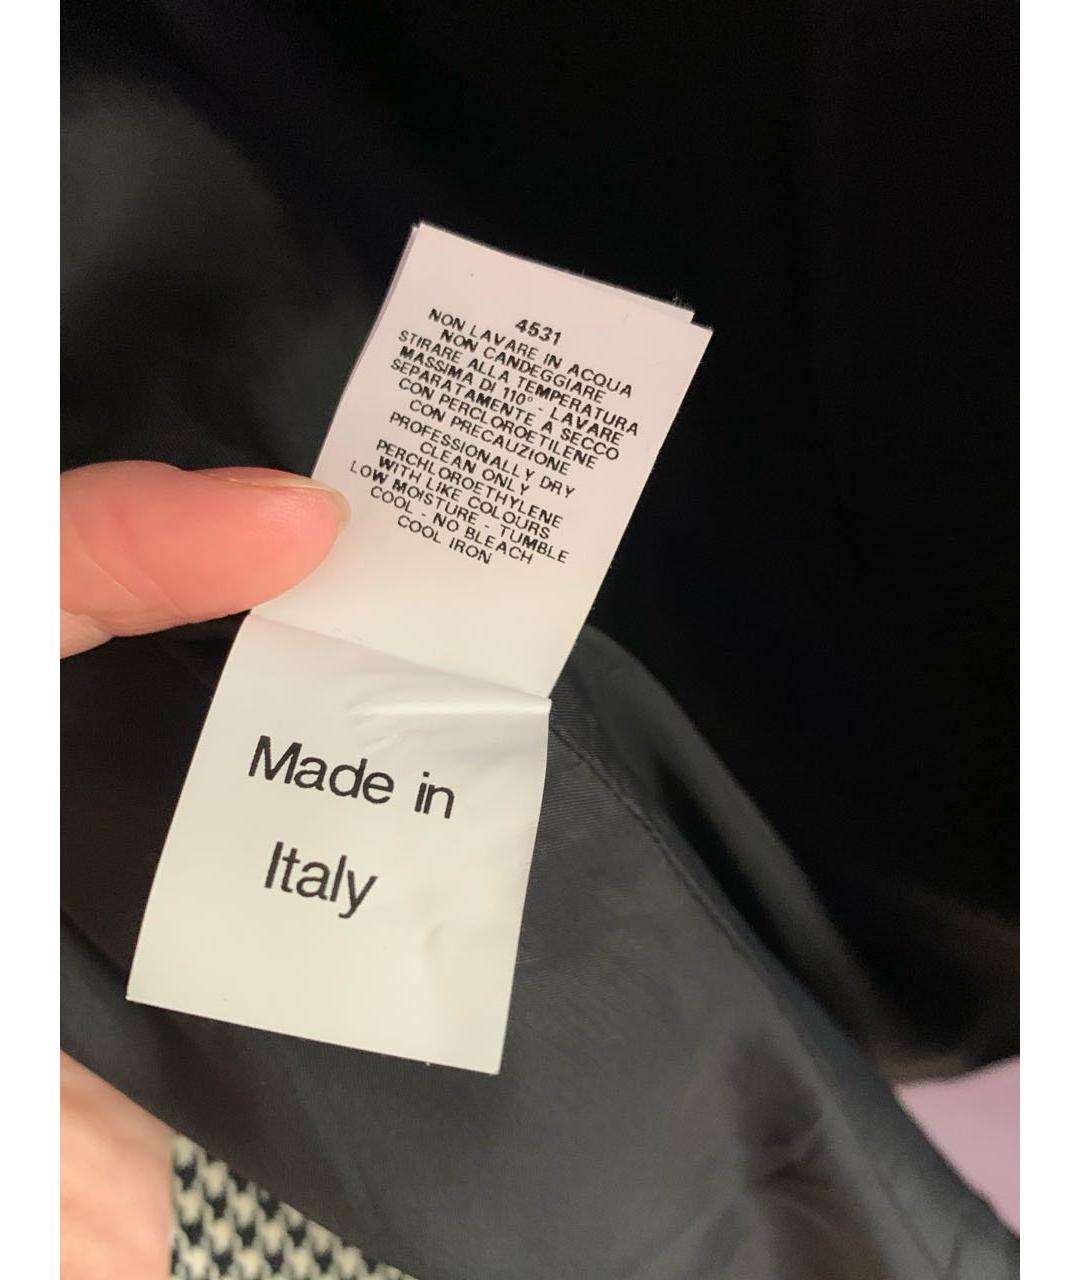 4531
NON LAVARE IN ACQUA
NON CANDEGGIARE
STIRARE ALLA TEMPERATURA
MASSIMA DI 110° - LAVARE
SEPARATAMENTE A SECCO
CON PERCLOROETILENE
CON PRECAUZIONE
PROFESSIONALLY DRY
CLEAN ONLY
PERCHLOROETHYLENE
WITH LIKE COLOURS
LOW MOISTURE - TUMBLE
COOL - NO BLEACH
COOL IRON
Made in
Italy